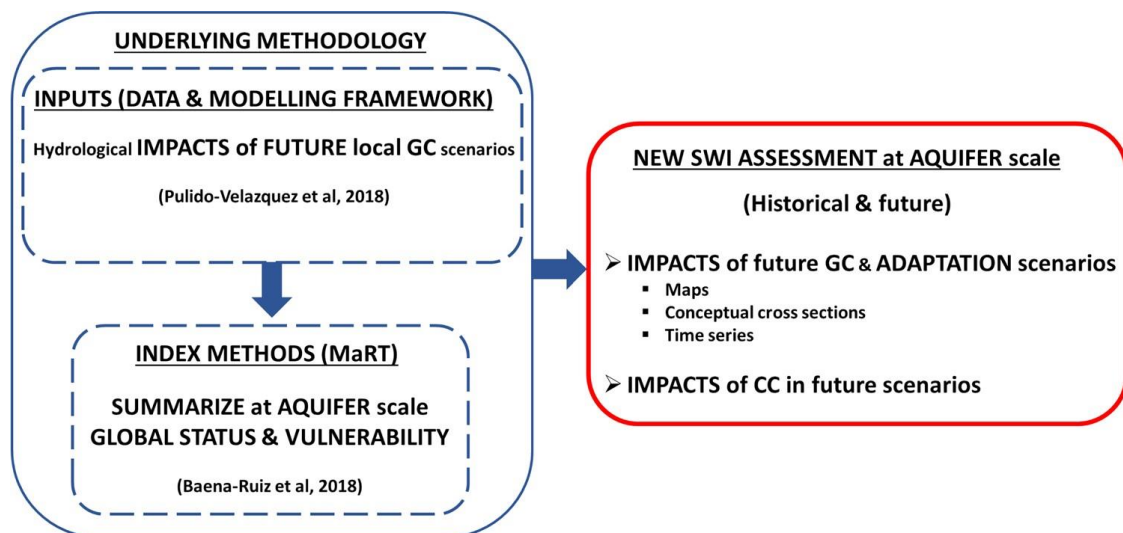 UNDERLYING METHODOLOGY
INPUTS (DATA & MODELLING FRAMEWORK)
Hydrological IMPACTS of FUTURE local GC scenarios
(Pulido-Velazquez et al, 2018)
INDEX METHODS (MaRT)
SUMMARIZE at AQUIFER scale
GLOBAL STATUS & VULNERABILITY
(Baena-Ruiz et al, 2018)
NEW SWI ASSESSMENT at AQUIFER scale
(Historical & future)
➢ IMPACTS of future GC & ADAPTATION scenarios
▪ Maps
▪ Conceptual cross sections
▪ Time series
➢ IMPACTS of CC in future scenarios